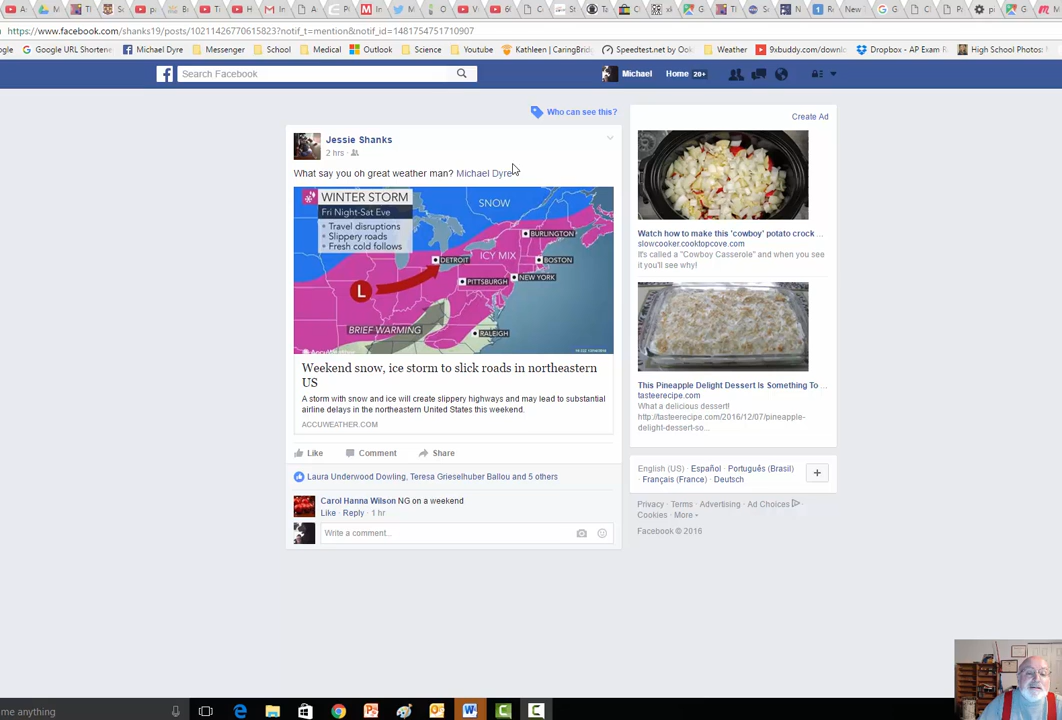 https://www.facebook.com/shanks19/posts/10211426770615823?notif_t=mention&notif_id=1481754571710907
Google URL Shortene Michael Dyre Messenger School Medical Outlook Science Youtube Kathleen | CaringBrid Speedtest.net by Ook Weather 9xbuddy.com/downl Dropbox - AP Exam R High School Photos:
Search Facebook
Michael Home 20+
Who can see this?
Jessie Shanks
2 hrs ·
What say you oh great weather man? Michael Dyre
WINTER STORM
Fri Night-Sat Eve
• Travel disruptions
• Slippery roads
• Fresh cold follows
SNOW
BURLINGTON
ICY MIX
DETROIT
BOSTON
NEW YORK
PITTSBURGH
L
BRIEF WARMING
RALEIGH
AccuWeather
Weekend snow, ice storm to slick roads in northeastern
US
A storm with snow and ice will create slippery highways and may lead to substantial
airline delays in the northeastern United States this weekend.
ACCUWEATHER.COM
Like Comment Share
Laura Underwood Dowling, Teresa Grieselhuber Ballou and 5 others
Carol Hanna Wilson NG on a weekend
Like · Reply · 1 hr
Write a comment...
Create Ad
Watch how to make this 'cowboy' potato crock ...
slowcooker.cooktopcove.com
It's called a "Cowboy Casserole" and when you
see it you'll see why!
This Pineapple Delight Dessert Is Something To ...
tasteerecipe.com
What a delicious dessert!
http://tasteerecipe.com/2016/12/07/pineapple-
delight-dessert-so...
English (US) · Español · Português (Brasil)
· Français (France) · Deutsch
Privacy · Terms · Advertising · Ad Choices ·
Cookies · More
Facebook © 2016
me anything